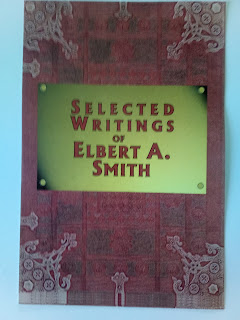 SELECTED
WRITINGS
OF
ELBERT A.
SMITH